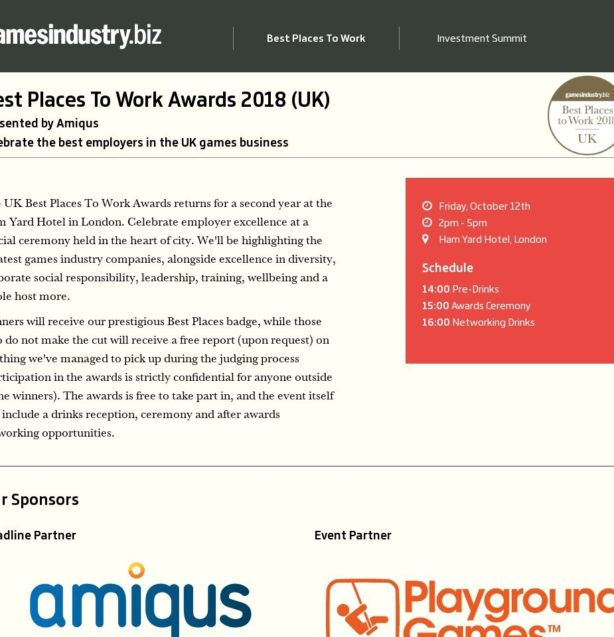 amesindustry.biz
Best Places To Work
Investment Summit
est Places To Work Awards 2018 (UK)
sented by Amiqus
ebrate the best employers in the UK games business
gamesindustry.biz
Best Places
to Work 2018
UK
e UK Best Places To Work Awards returns for a second year at the
m Yard Hotel in London. Celebrate employer excellence at a
cial ceremony held in the heart of city. We'll be highlighting the
atest games industry companies, alongside excellence in diversity,
porate social responsibility, leadership, training, wellbeing and a
ole host more.
nners will receive our prestigious Best Places badge, while those
o do not make the cut will receive a free report (upon request) on
thing we've managed to pick up during the judging process
rticipation in the awards is strictly confidential for anyone outside
he winners). The awards is free to take part in, and the event itself
include a drinks reception, ceremony and after awards
working opportunities.
Friday, October 12th
2pm - 5pm
Ham Yard Hotel, London
Schedule
14:00 Pre-Drinks
15:00 Awards Ceremony
16:00 Networking Drinks
r Sponsors
adline Partner
Event Partner
amiqus
Playground
Games™